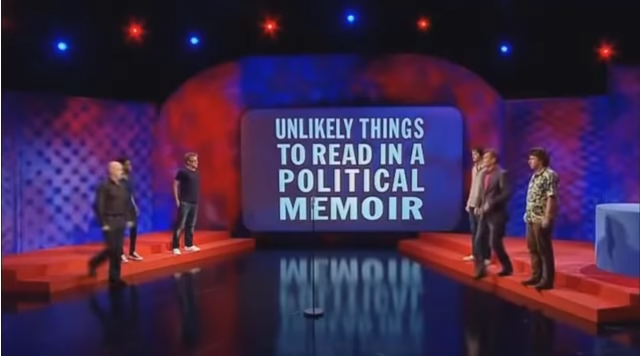 UNLIKELY THINGS
TO READ IN A
POLITICAL
MEMOIR